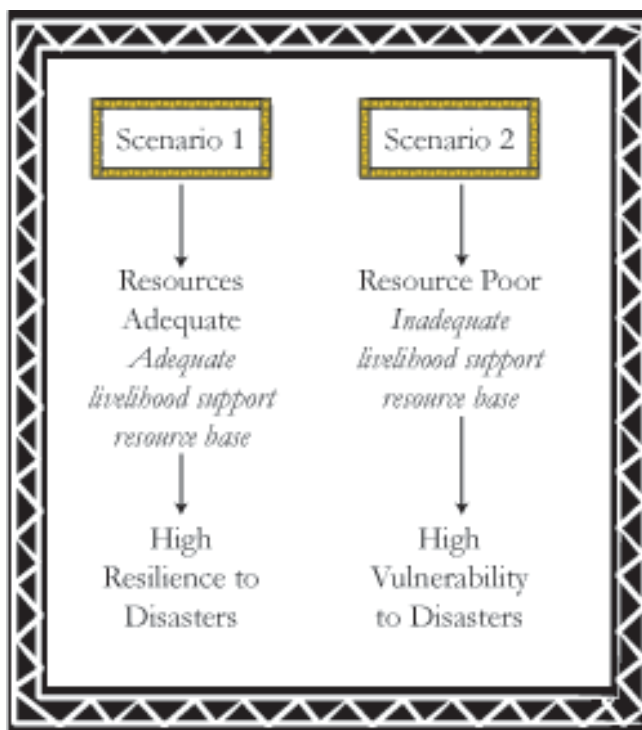 Scenario 1
Resources
Adequate
Adequate
livelihood support
resource base
High
Resilience to
Disasters
Scenario 2
Resource Poor
Inadequate
livelihood support
resource base
High
Vulnerability
to Disasters